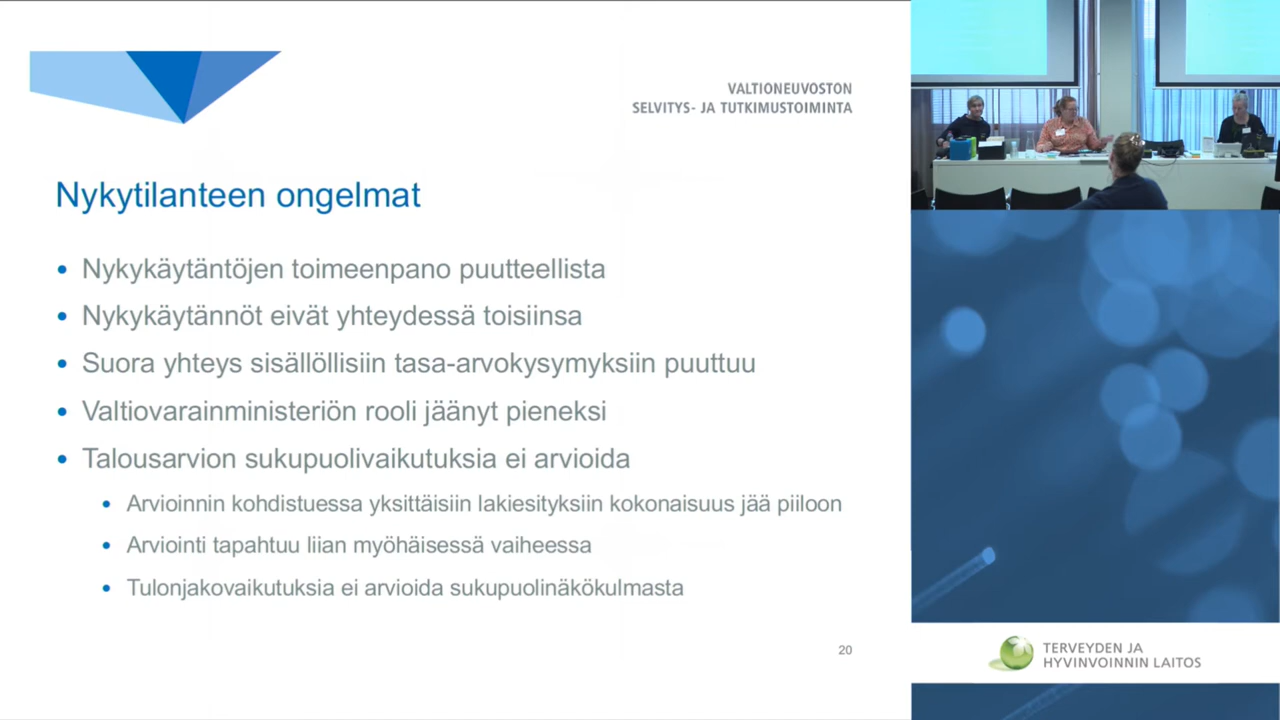 VALTIONEUVOSTON
SELVITYS- JA TUTKIMUSTOIMINTA
Nykytilanteen ongelmat
• Nykykäytäntöjen toimeenpano puutteellista
• Nykykäytännöt eivät yhteydessä toisiinsa
• Suora yhteys sisällöllisiin tasa-arvokysymyksiin puuttuu
• Valtiovarainministeriön rooli jäänyt pieneksi
• Talousarvion sukupuolivaikutuksia ei arvioida
• Arvioinnin kohdistuessa yksittäisiin lakiesityksiin kokonaisuus jää piiloon
• Arviointi tapahtuu liian myöhäisessä vaiheessa
• Tulonjakovaikutuksia ei arvioida sukupuolinäkökulmasta
20
TERVEYDEN JA
HYVINVOINNIN LAITOS